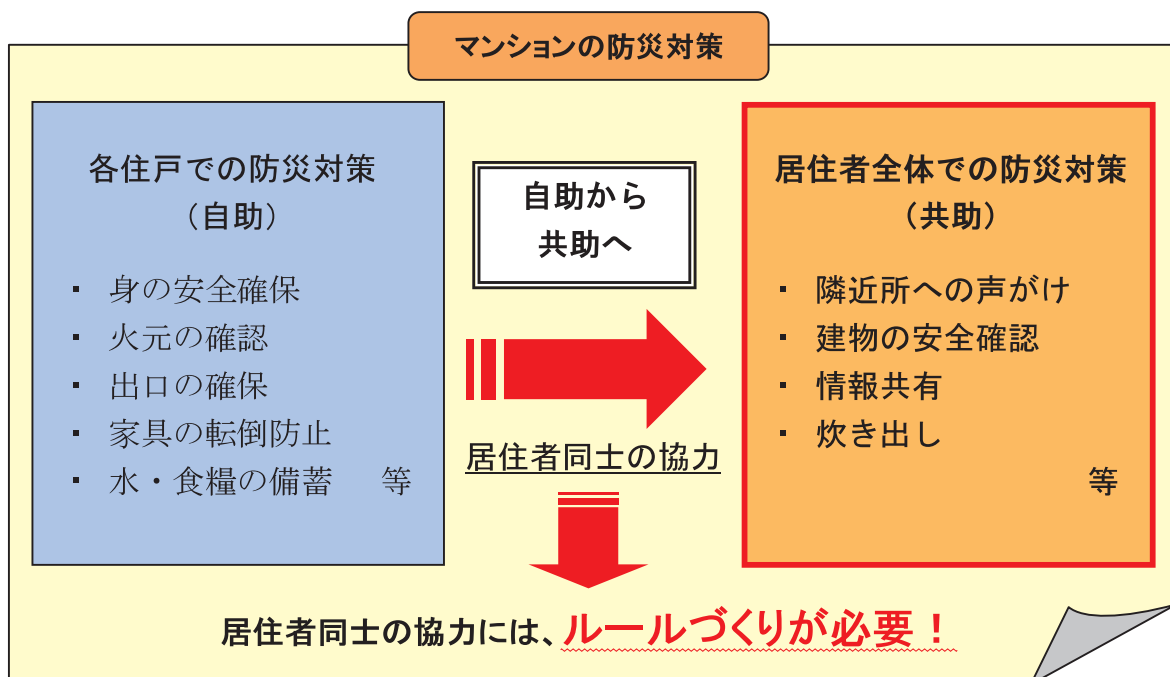 マンションの防災対策
各住戸での防災対策
（自助）
・ 身の安全確保
・ 火元の確認
・ 出口の確保
・ 家具の転倒防止
・ 水・食糧の備蓄　等
自助から
共助へ
居住者同士の協力
居住者全体での防災対策
（共助）
・ 隣近所への声がけ
・ 建物の安全確認
・ 情報共有
・ 炊き出し
等
居住者同士の協力には、ルールづくりが必要！